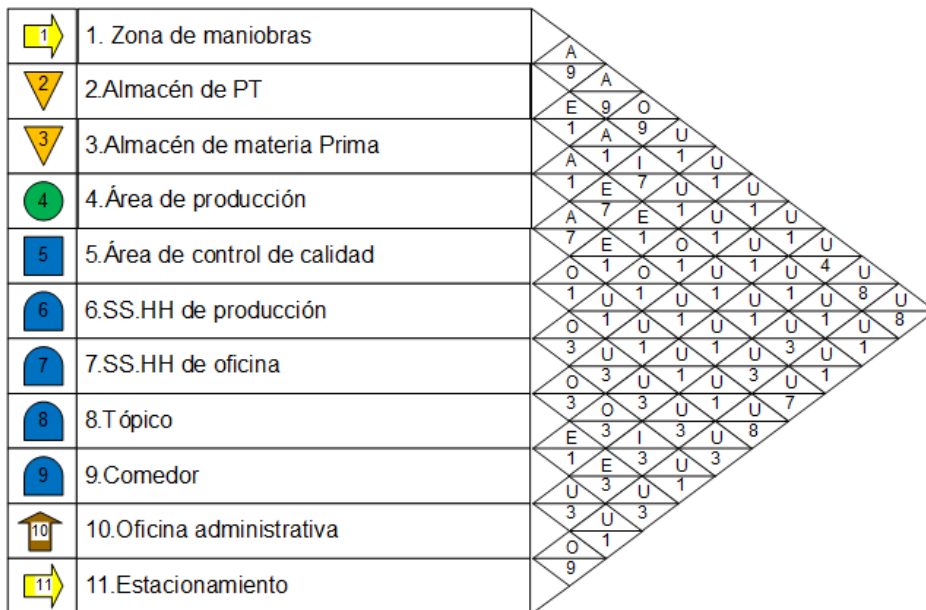 1 1. Zona de maniobras
A
9 A
2 2.Almacén de PT
E 9 O
1 A 9 U
3 3.Almacén de materia Prima
A 1 I 1 U
1 E 7 U 1 U
4 4.Área de producción
A 7 E 1 U 1 U
7 E 1 O 1 U 1 U
5 5.Área de control de calidad
O 1 O 1 U 1 U 4 U
1 U 1 U 1 U 1 U 8 U
6 6.SS.HH de producción
O 1 U 1 U 1 U 1 U 8
3 U 1 U 1 U 3 U 1
7 7.SS.HH de oficina
O 3 U 1 U 3 U 1
3 O 3 U 1 U 7
8 8.Tópico
E 3 I 3 U 8
1 E 3 U 3
9 9.Comedor
U 3 U 1
3 U 3
10 10.Oficina administrativa
O 1
9
11 11.Estacionamiento